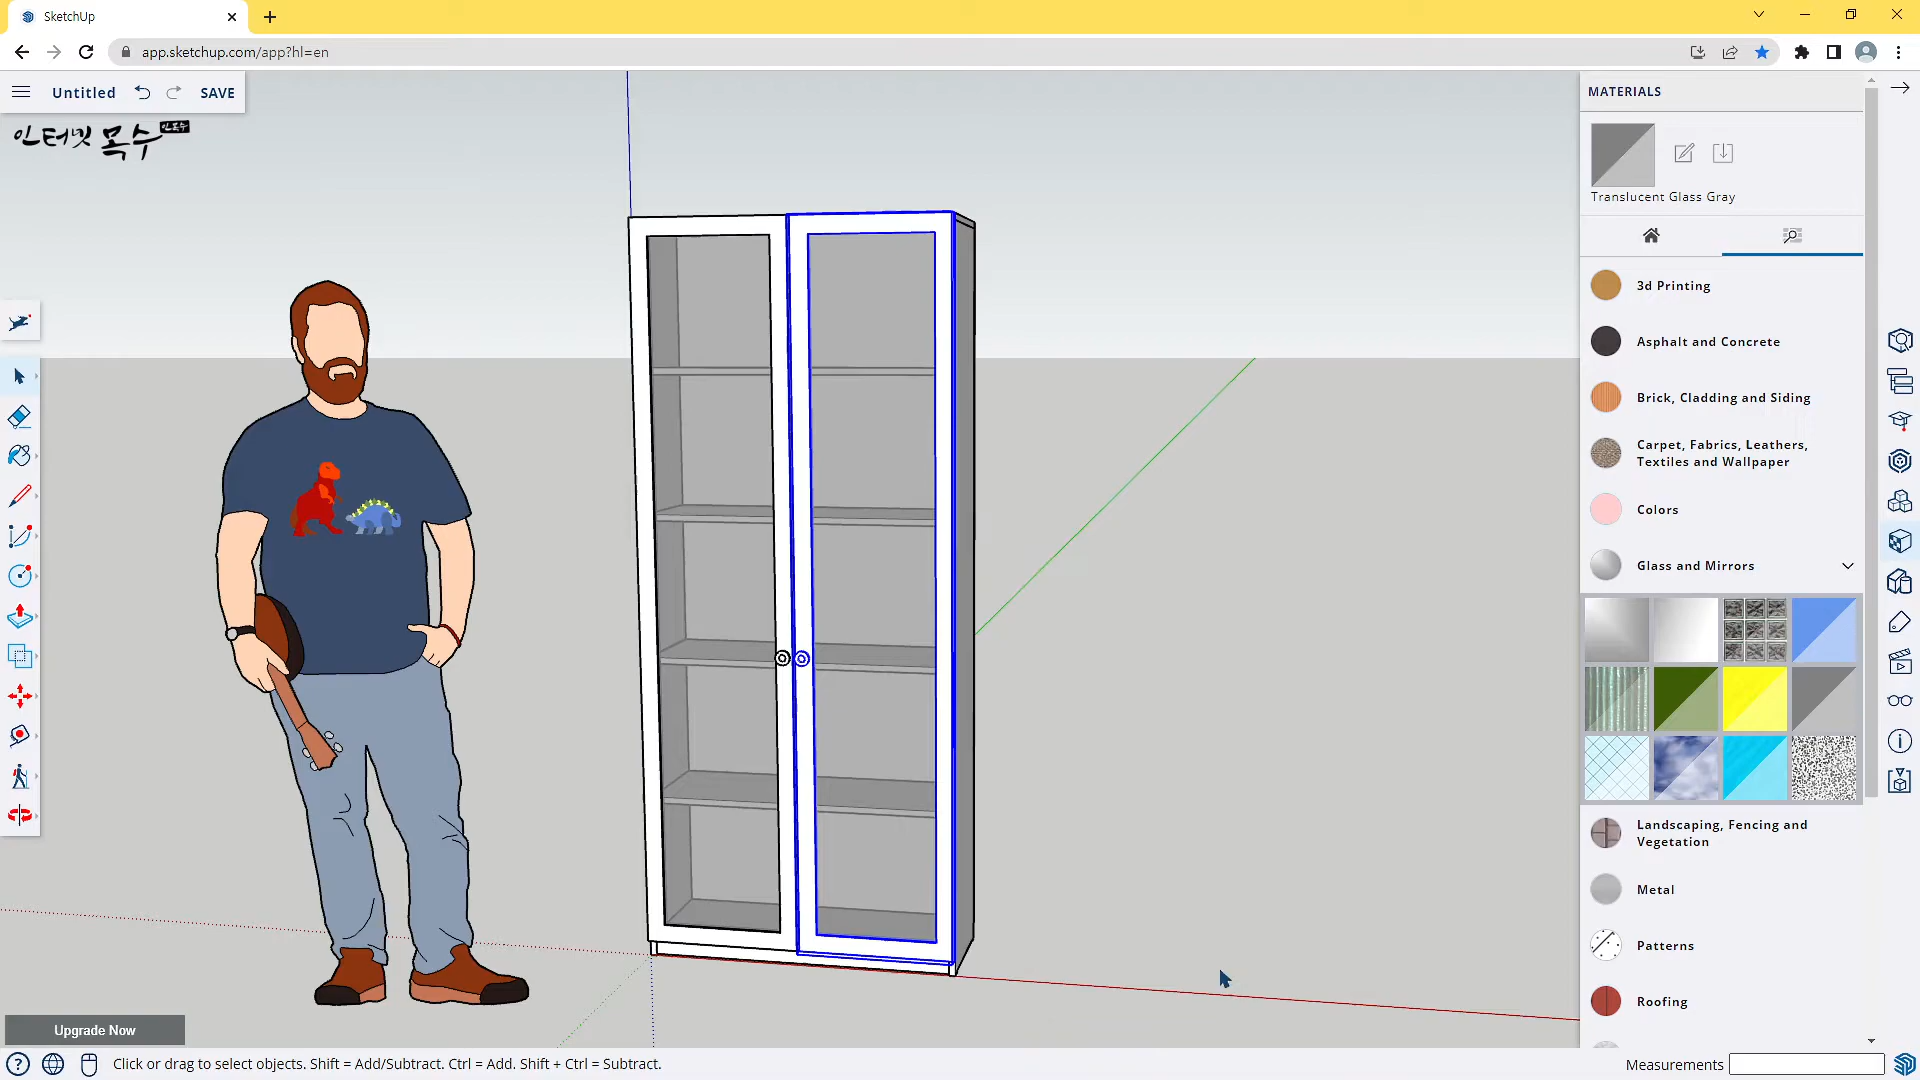 SketchUp
app.sketchup.com/app?hl=en
Untitled
SAVE
인터넷 목수
인목수
MATERIALS
Translucent Glass Gray
3d Printing
Asphalt and Concrete
Brick, Cladding and Siding
Carpet, Fabrics, Leathers,
Textiles and Wallpaper
Colors
Glass and Mirrors
Landscaping, Fencing and
Vegetation
Metal
Patterns
Roofing
Upgrade Now
Click or drag to select objects. Shift = Add/Subtract. Ctrl = Add. Shift + Ctrl = Subtract.
Measurements